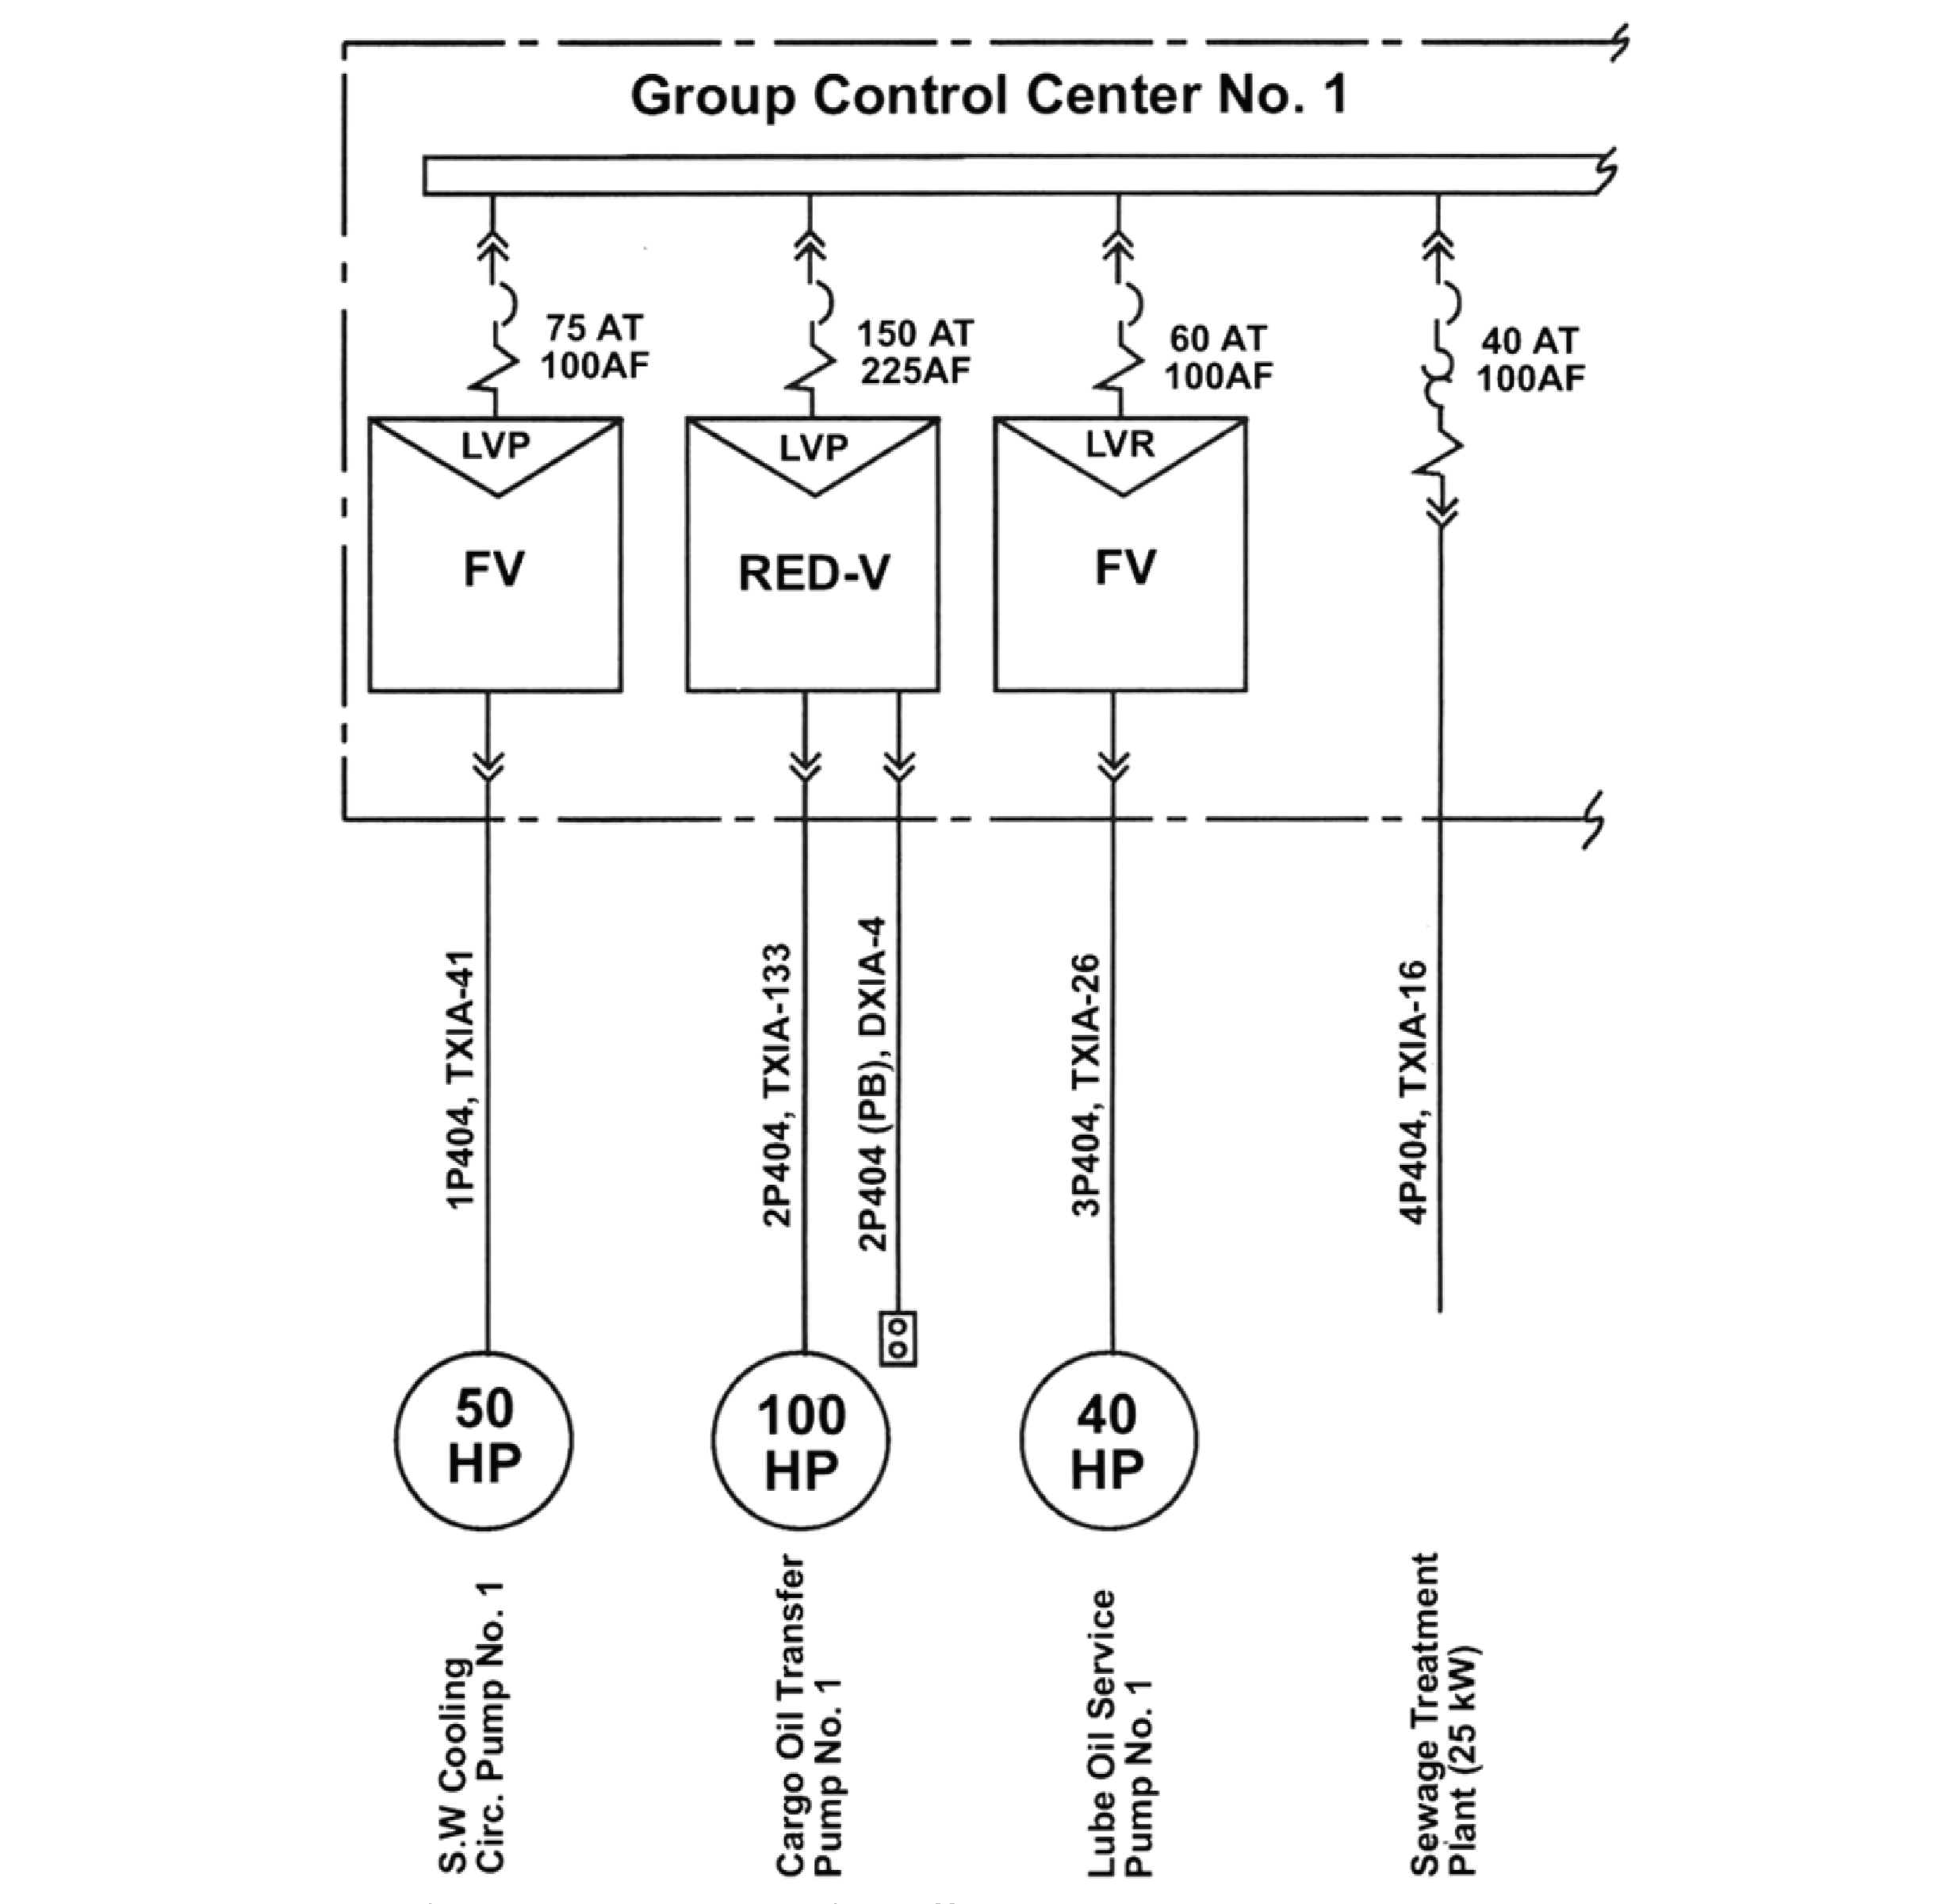 Group Control Center No. 1
75 AT
100AF
150 AT
225AF
60 AT
100AF
40 AT
100AF
LVP
FV
LVP
RED-V
LVR
FV
1P404, TXIA-41
2P404, TXIA-133
2P404 (PB), DXIA-4
3P404, TXIA-26
4P404, TXIA-16
50
HP
100
HP
40
HP
S.W Cooling
Circ. Pump No. 1
Cargo Oil Transfer
Pump No. 1
Lube Oil Service
Pump No. 1
Sewage Treatment
Plant (25 kW)